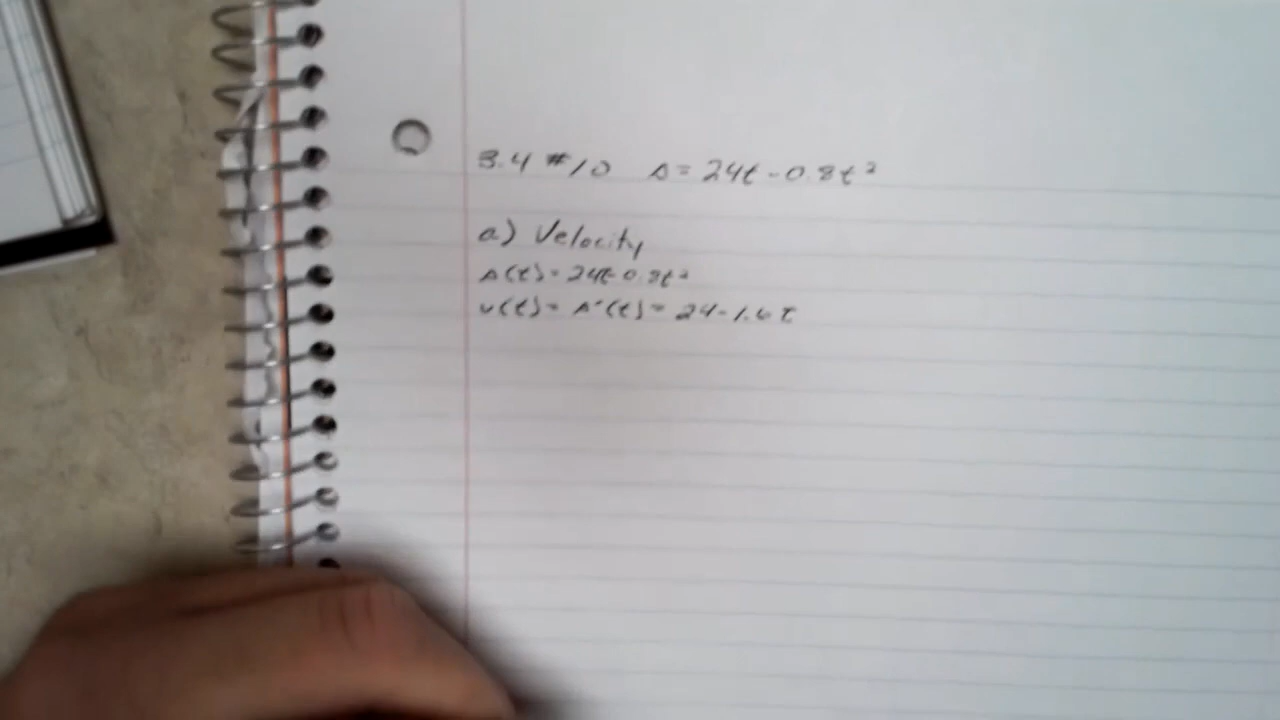 3.4 #10 s = 24t - 0.8t²
a) Velocity
s(t) = 24t - 0.8t²
v(t) = s'(t) = 24 - 1.6t